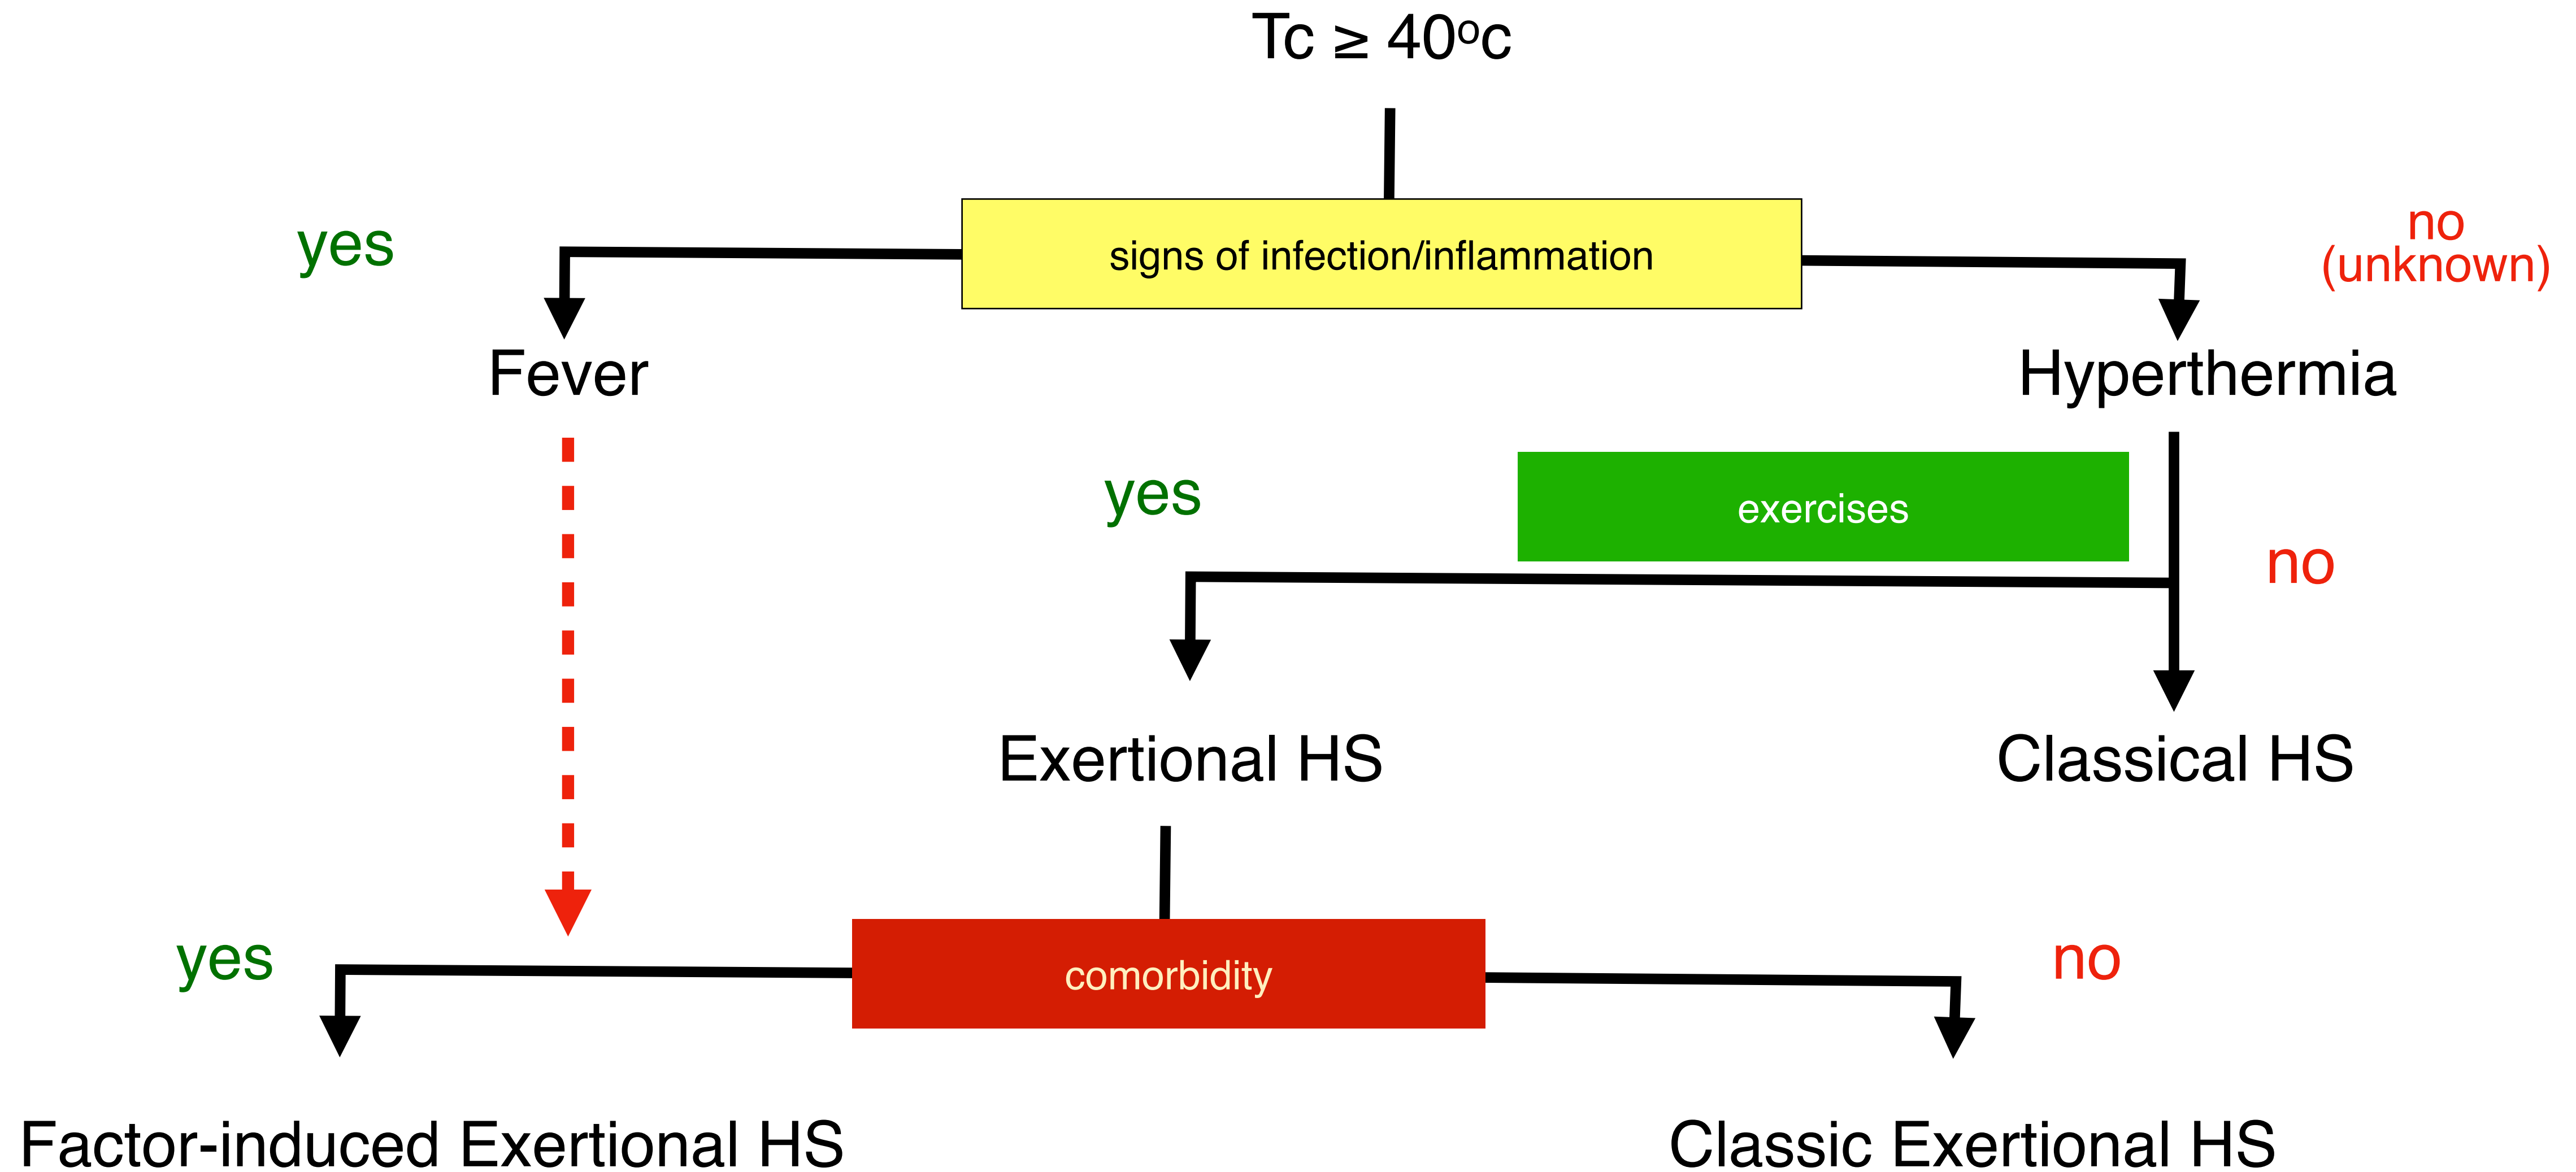 Tc ≥ 40ºc
yes
signs of infection/inflammation
no
(unknown)
Fever
Hyperthermia
yes
exercises
no
Exertional HS
Classical HS
yes
comorbidity
no
Factor-induced Exertional HS
Classic Exertional HS